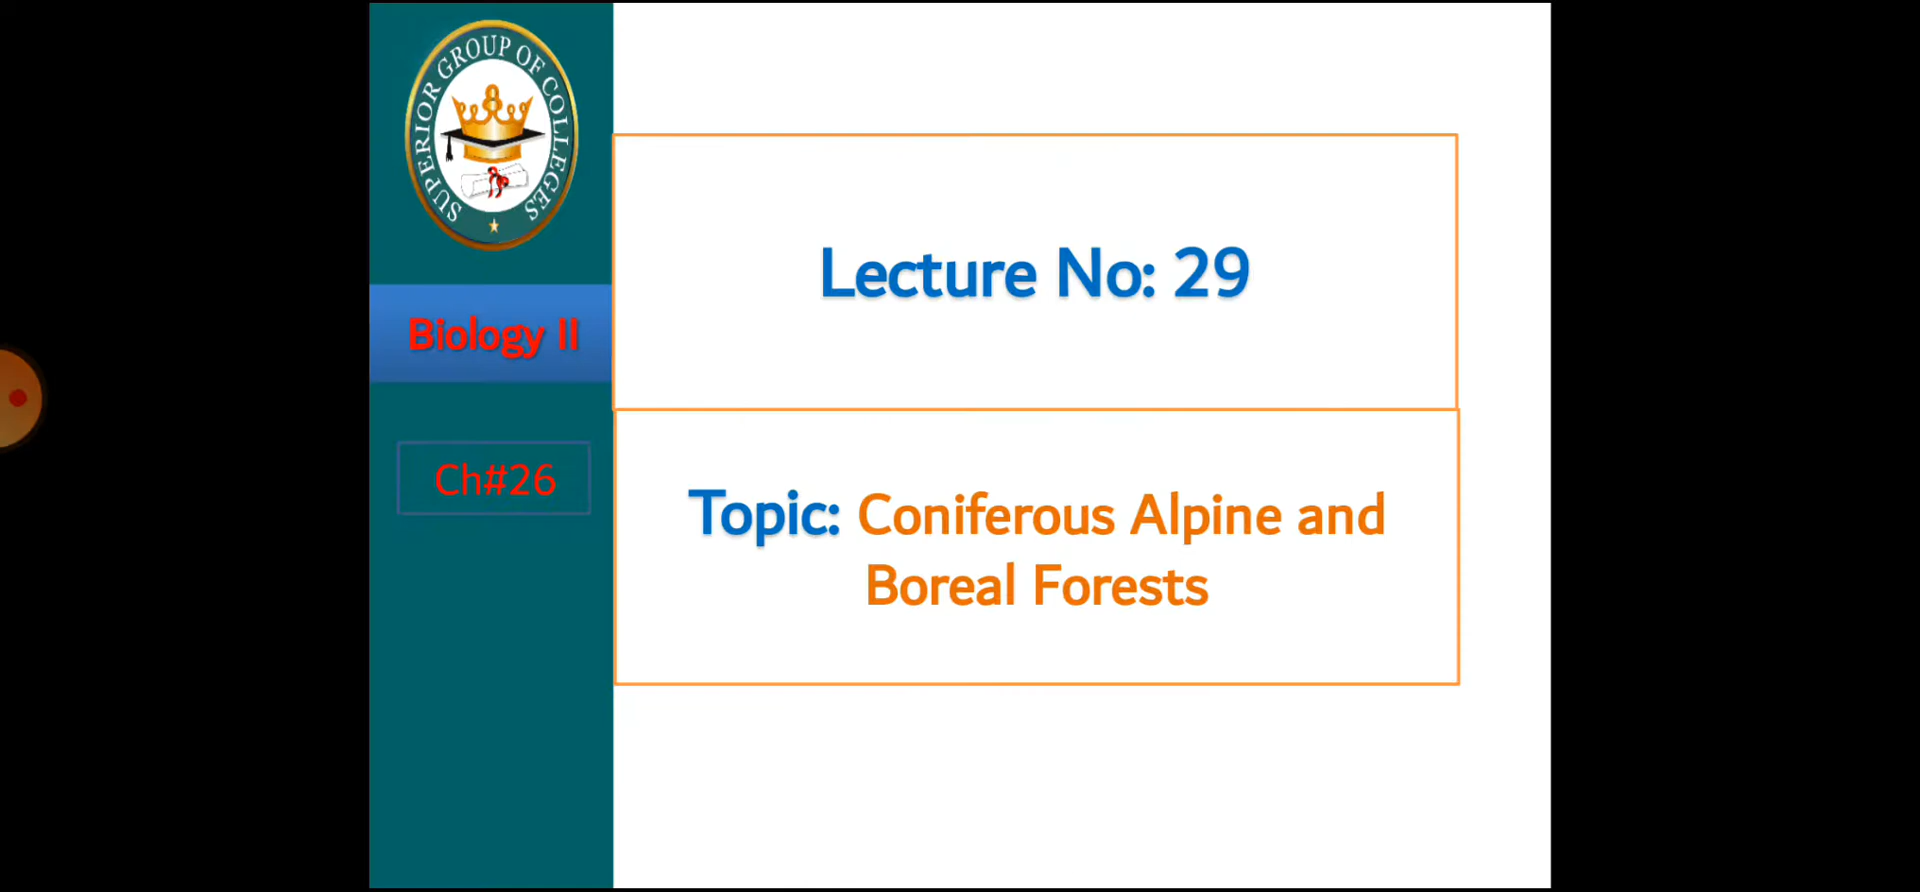 SUPERIOR GROUP OF COLLEGES
Biology II
Ch#26
Lecture No: 29
Topic: Coniferous Alpine and
Boreal Forests